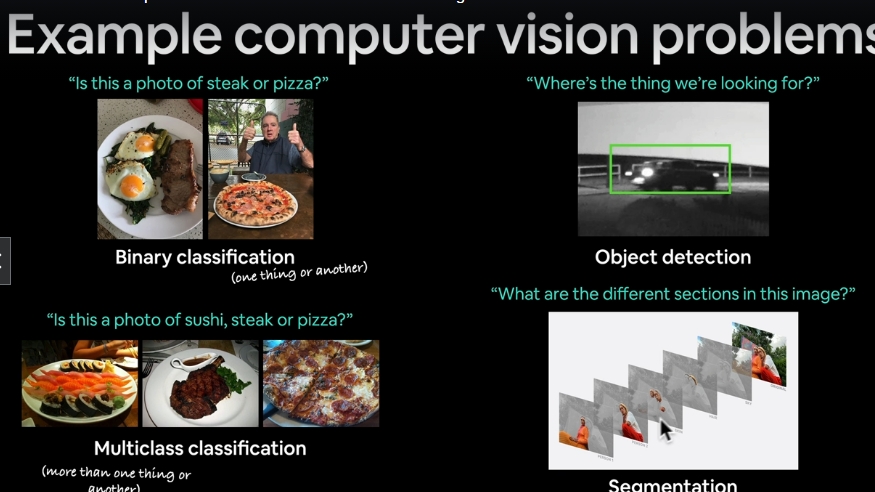 Example computer vision problems
“Is this a photo of steak or pizza?”
Binary classification
(one thing or another)
“Is this a photo of sushi, steak or pizza?”
Multiclass classification
(more than one thing or
another)
“Where’s the thing we’re looking for?”
Object detection
“What are the different sections in this image?”
Segmentation